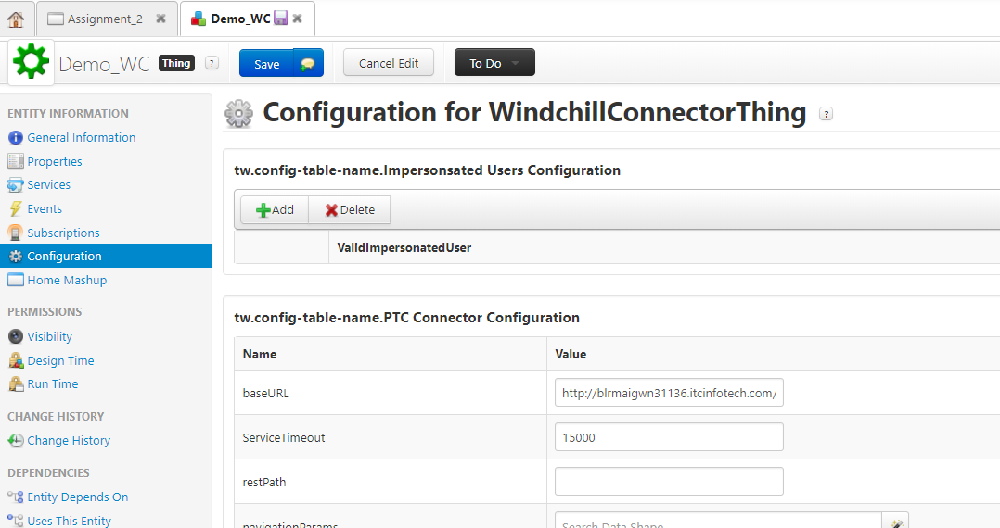 Assignment_2
Demo_WC
Demo_WC Thing ? Save Cancel Edit To Do
ENTITY INFORMATION
General Information
Properties
Services
Events
Subscriptions
Configuration
Home Mashup
PERMISSIONS
Visibility
Design Time
Run Time
CHANGE HISTORY
Change History
DEPENDENCIES
Entity Depends On
Uses This Entity
Configuration for WindchillConnectorThing ?
tw.config-table-name.Impersonsated Users Configuration
Add Delete
ValidImpersonatedUser
tw.config-table-name.PTC Connector Configuration
Name Value
baseURL http://blrmaigwn31136.itcinfotech.com/
ServiceTimeout 15000
restPath
navigationParams Search Data Shape